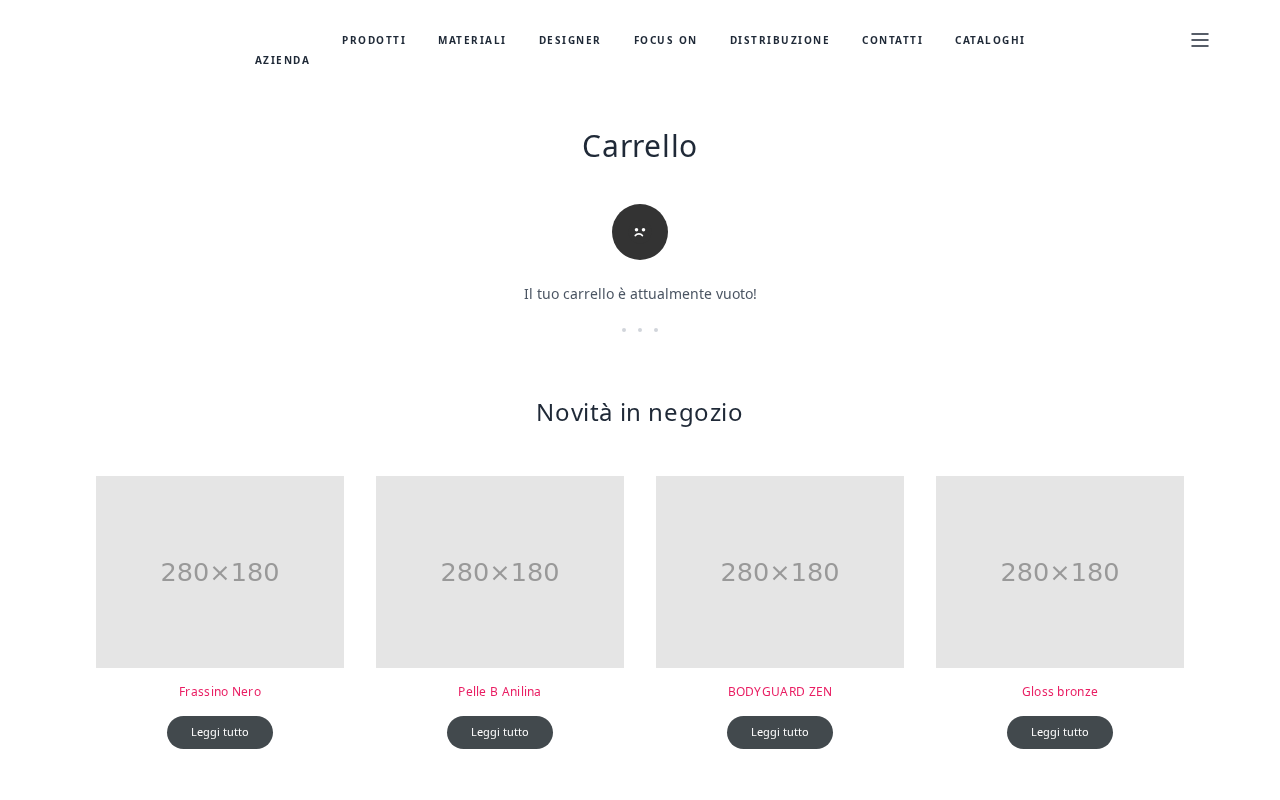 AZIENDA
PRODOTTI
MATERIALI
DESIGNER
FOCUS ON
DISTRIBUZIONE
CONTATTI
CATALOGHI
Carrello
Il tuo carrello è attualmente vuoto!
Novità in negozio
280×180
280×180
280×180
280×180
Frassino Nero
Pelle B Anilina
BODYGUARD ZEN
Gloss bronze
Leggi tutto
Leggi tutto
Leggi tutto
Leggi tutto